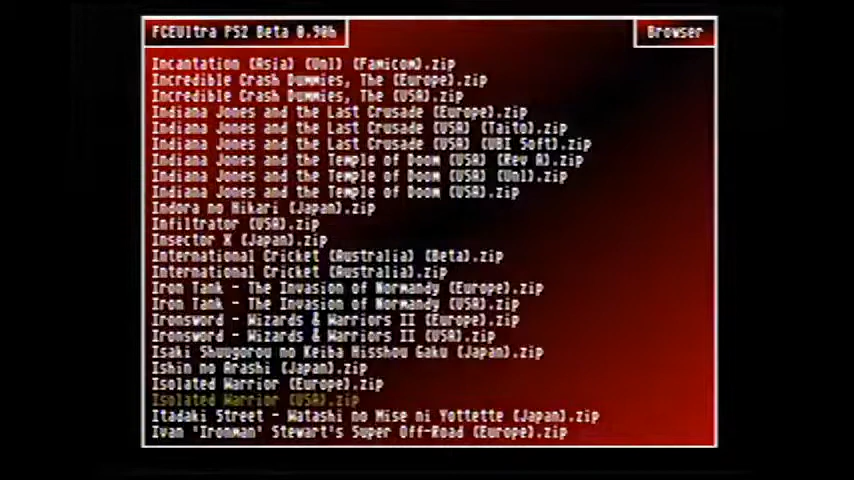 FCEUltra PS2 Beta 0.90h
Browser
Incantation (Asia) (Unl) (Famicom).zip
Incredible Crash Dummies, The (Europe).zip
Incredible Crash Dummies, The (USA).zip
Indiana Jones and the Last Crusade (Europe).zip
Indiana Jones and the Last Crusade (USA) (Taito).zip
Indiana Jones and the Last Crusade (USA) (UBI Soft).zip
Indiana Jones and the Temple of Doom (USA) (Rev A).zip
Indiana Jones and the Temple of Doom (USA) (Unl).zip
Indiana Jones and the Temple of Doom (USA).zip
Indora no Hikari (Japan).zip
Infiltrator (USA).zip
Insector X (Japan).zip
International Cricket (Australia) (Beta).zip
International Cricket (Australia).zip
Iron Tank - The Invasion of Normandy (Europe).zip
Iron Tank - The Invasion of Normandy (USA).zip
Ironsword - Wizards & Warriors II (Europe).zip
Ironsword - Wizards & Warriors II (USA).zip
Isaki Shuugorou no Keiba Hisshou Gaku (Japan).zip
Ishin no Arashi (Japan).zip
Isolated Warrior (Europe).zip
Isolated Warrior (USA).zip
Itadaki Street - Watashi no Mise ni Yottette (Japan).zip
Ivan 'Ironman' Stewart's Super Off-Road (Europe).zip